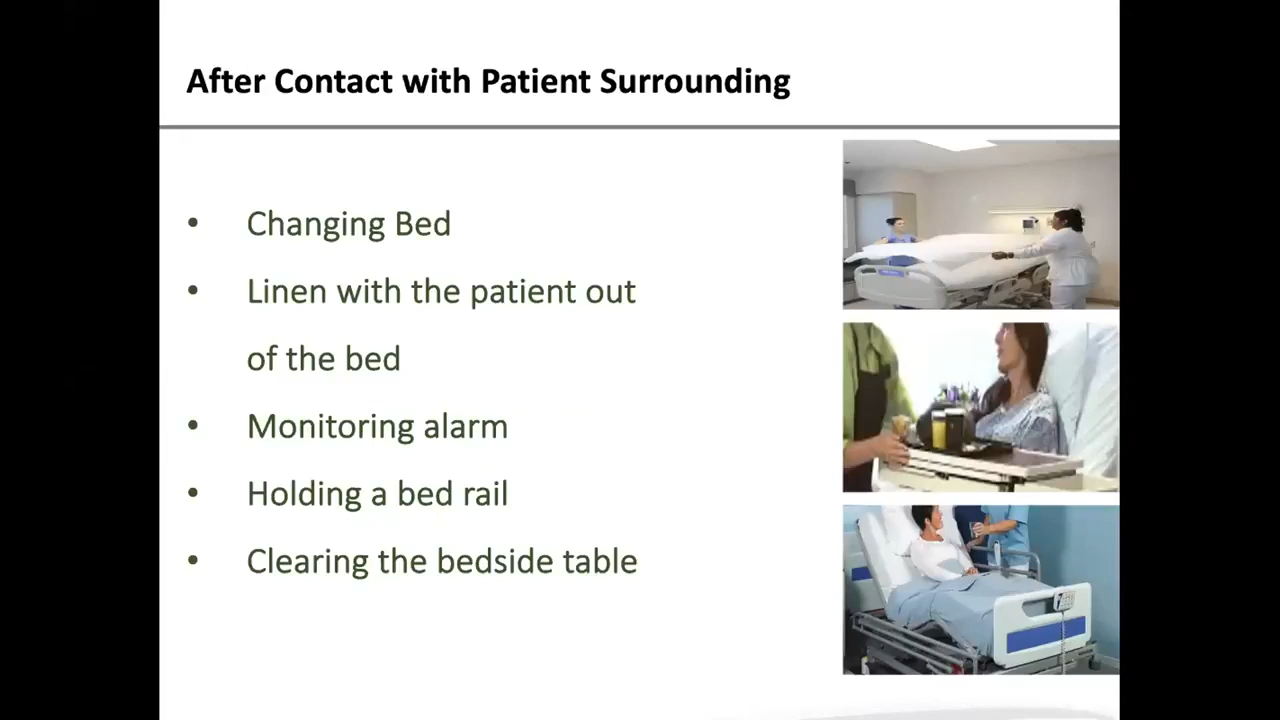 After Contact with Patient Surrounding
• Changing Bed
• Linen with the patient out
of the bed
• Monitoring alarm
• Holding a bed rail
• Clearing the bedside table